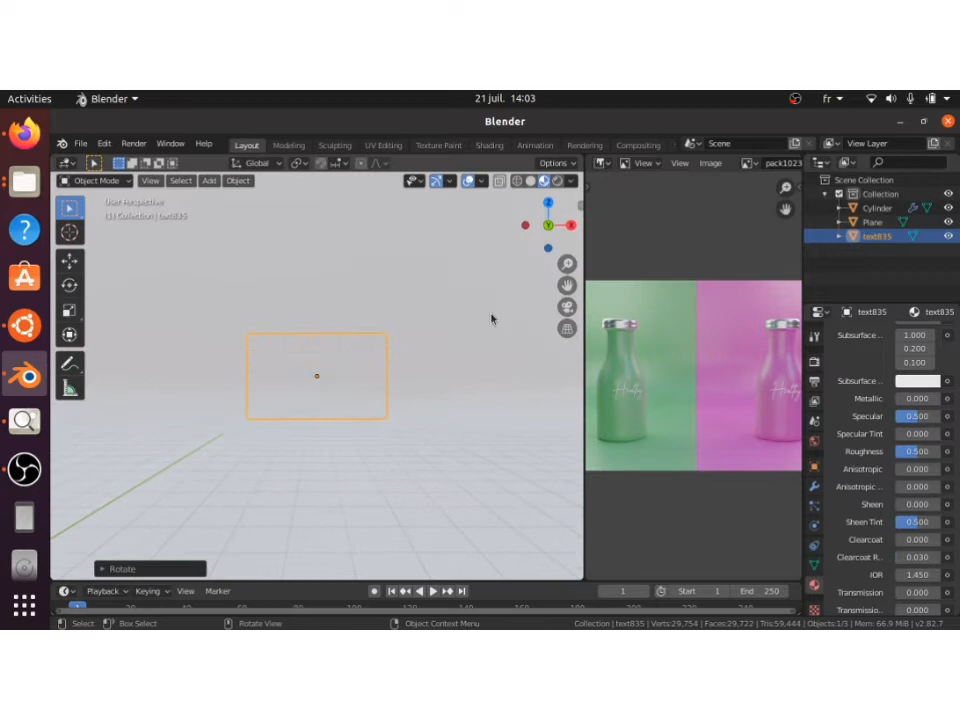 Activities
Blender
21 juil. 14:03
fr
Blender
File Edit Render Window Help
Layout Modeling Sculpting UV Editing Texture Paint Shading Animation Rendering Compositing
Scene
View Layer
Global
Options
View
View
Image
pack1023
Object Mode
View
Select
Add
Object
User Perspective
(1) Collection | text835
Z
Y
X
Scene Collection
Collection
Cylinder
Plane
text835
text835
text835
Subsurface ..
1.000
0.200
0.100
Subsurface ..
Metallic 0.000
Specular 0.500
Specular Tint 0.000
Roughness 0.500
Anisotropic 0.000
Anisotropic .. 0.000
Sheen 0.000
Sheen Tint 0.500
Clearcoat 0.000
Clearcoat R.. 0.030
IOR 1.450
Transmission 0.000
Transmissio.. 0.000
Healthy
Healthy
Rotate
Playback
Keying
View
Marker
1
Start 1
End 250
Select
Box Select
Rotate View
Object Context Menu
Collection | text835 | Verts:29,754 | Faces:29,722 | Tris:59,444 | Objects:1/3 | Mem: 66.9 MiB | v2.82.7